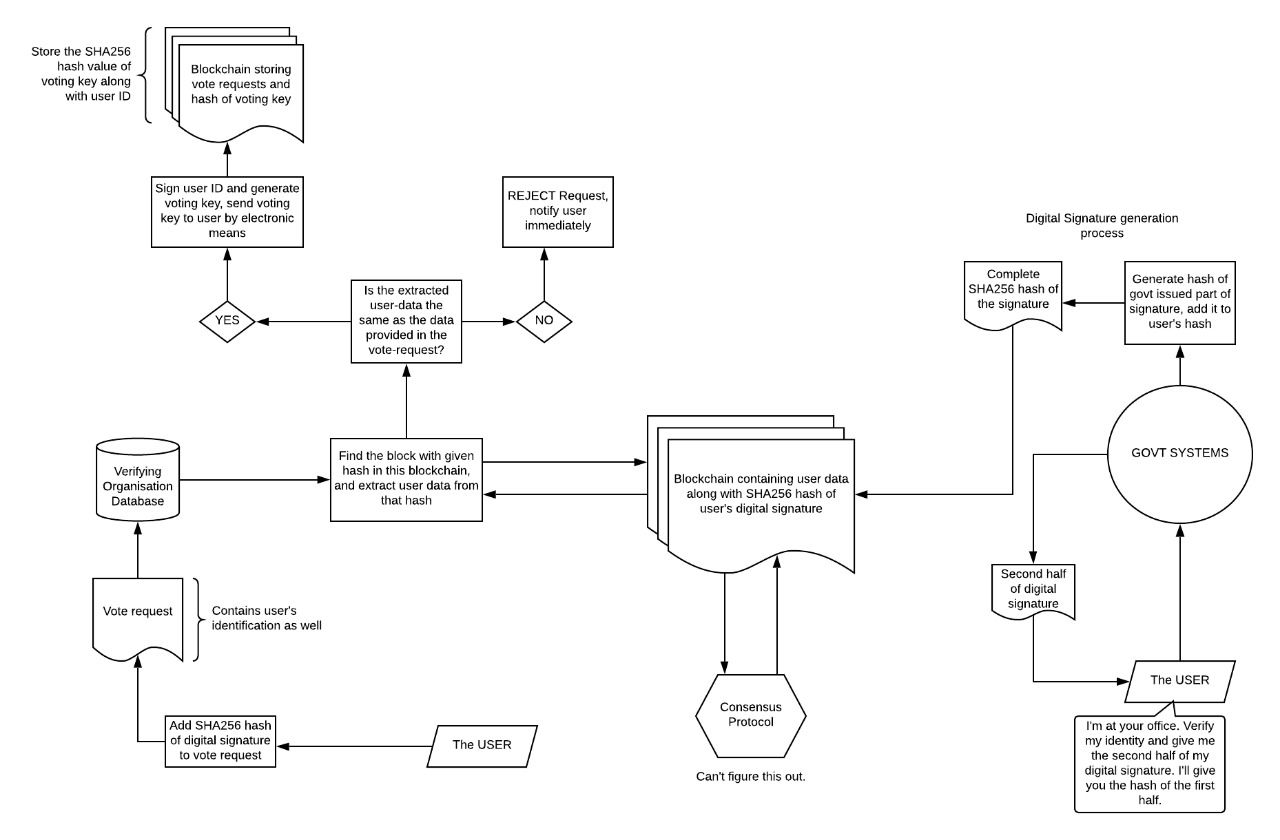 Store the SHA256
hash value of
voting key along
with user ID
Blockchain storing
vote requests and
hash of voting key
Sign user ID and generate
voting key, send voting
key to user by electronic
means
REJECT Request,
notify user
immediately
YES
Is the extracted
user-data the
same as the data
provided in the
vote-request?
NO
Digital Signature generation
process
Complete
SHA256 hash of
the signature
Generate hash of
govt issued part of
signature, add it to
user's hash
Verifying
Organisation
Database
Find the block with given
hash in this blockchain,
and extract user data from
that hash
Blockchain containing user data
along with SHA256 hash of
user's digital signature
GOVT SYSTEMS
Vote request
Contains user's
identification as well
Second half
of digital
signature
Add SHA256 hash
of digital signature
to vote request
The USER
Consensus
Protocol
Can't figure this out.
The USER
I'm at your office. Verify
my identity and give me
the second half of my
digital signature. I'll give
you the hash of the first
half.